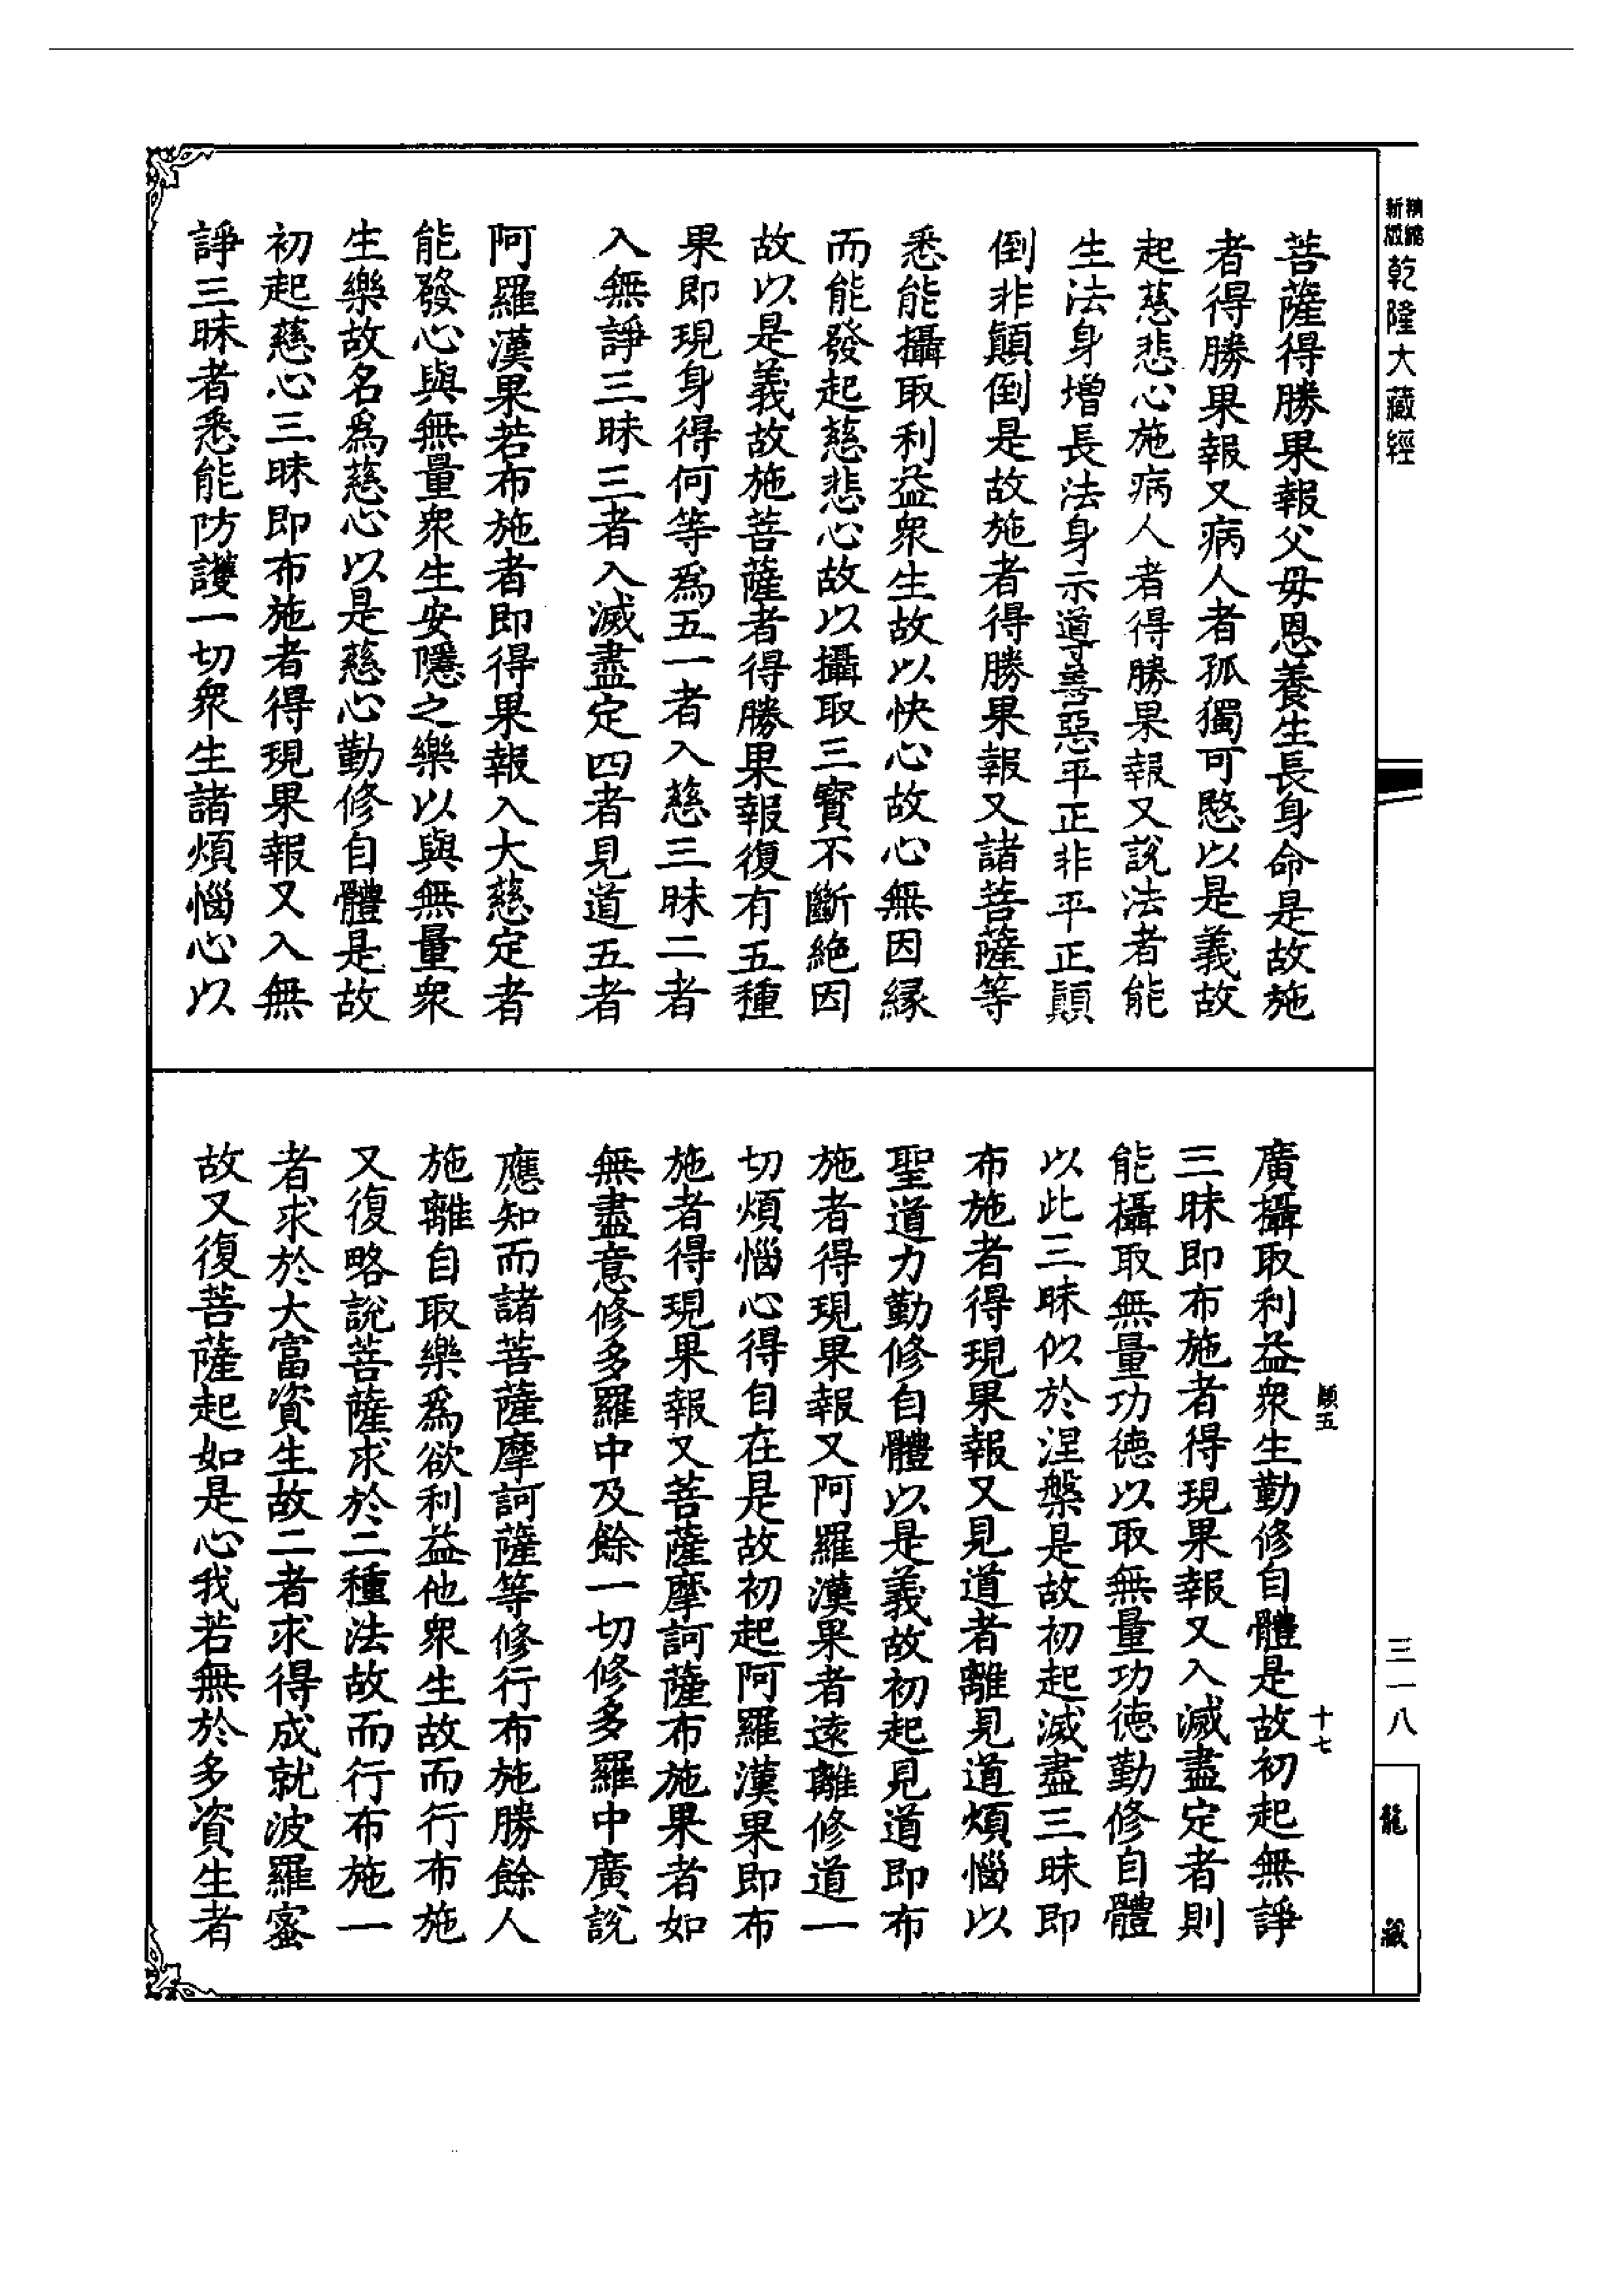 精縮
新版
乾隆大藏經
菩薩得勝果報父毋恩養生長身命是故施
者得勝果報又病人者孤獨可愍以是義故
起慈悲心施病人者得勝果報又說法者能
生法身增長法身示導善惡平正非平正顛
倒非顛倒是故施者得勝果報又諸菩薩等
悉能攝取利益衆生故以快心故心無因縁
而能發起慈悲心故以攝取三寳不斷絶因
故以是義故施菩薩者得勝果報復有五種
果即現身得何等爲五一者入慈三昧二者
入無諍三昧三者入滅盡定四者見道五者
阿羅漢果若布施者即得果報入大慈定者
能發心與無量衆生安隱之樂以與無量衆
生樂故名爲慈心以是慈心勤修自體是故
初起慈心三昧即布施者得現果報又入無
諍三昧者悉能防護一切衆生諸煩惱心以
廣攝取利益衆生勤修自體是故初起無諍
三昧即布施者得現果報又入滅盡定者則
能攝取無量功徳以取無量功徳勤修自體
以此三昧似於涅槃是故初起滅盡三昧即
布施者得現果報又見道者離見道煩惱以
聖道力勤修自體以是義故初起見道即布
施者得現果報又阿羅漢果者逺離修道一
切煩惱心得自在是故初起阿羅漢果即布
施者得現果報又菩薩摩訶薩布施果者如
無盡意修多羅中及餘一切修多羅中廣說
應知而諸菩薩摩訶薩等修行布施勝餘人
施離自取樂爲欲利益他衆生故而行布施
又復略說菩薩求於二種法故而行布施一
者求於大富資生故二者求得成就波羅蜜
故又復菩薩起如是心我若無於多資生者
十七
三一八
龍藏